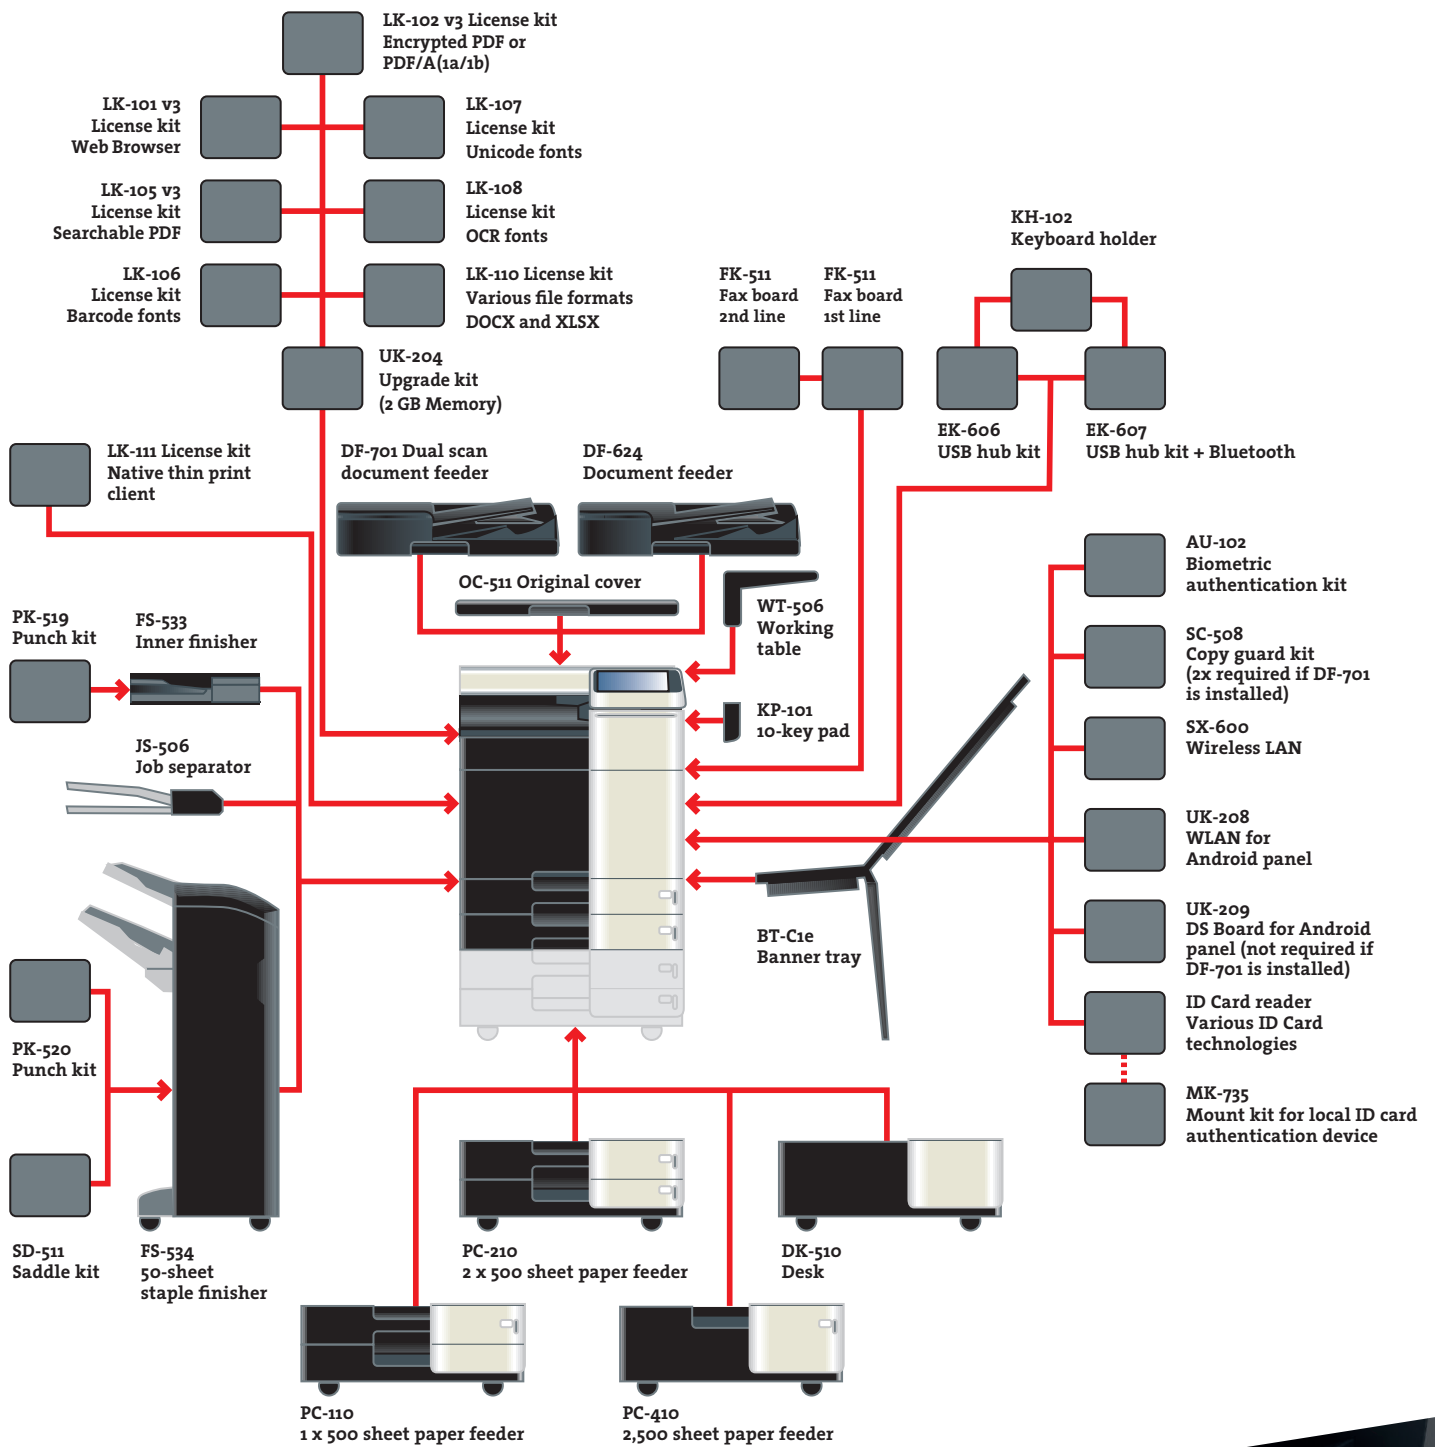 LK-102 v3 License kit
Encrypted PDF or
PDF/A(1a/1b)
LK-101 v3
License kit
Web Browser
LK-107
License kit
Unicode fonts
LK-105 v3
License kit
Searchable PDF
LK-108
License kit
OCR fonts
LK-106
License kit
Barcode fonts
LK-110 License kit
Various file formats
DOCX and XLSX
UK-204
Upgrade kit
(2 GB Memory)
FK-511
Fax board
2nd line
FK-511
Fax board
1st line
KH-102
Keyboard holder
EK-606
USB hub kit
EK-607
USB hub kit + Bluetooth
LK-111 License kit
Native thin print
client
DF-701 Dual scan
document feeder
DF-624
Document feeder
OC-511 Original cover
WT-506
Working
table
KP-101
10-key pad
PK-519
Punch kit
FS-533
Inner finisher
JS-506
Job separator
AU-102
Biometric
authentication kit
SC-508
Copy guard kit
(2x required if DF-701
is installed)
SX-600
Wireless LAN
UK-208
WLAN for
Android panel
UK-209
DS Board for Android
panel (not required if
DF-701 is installed)
ID Card reader
Various ID Card
technologies
MK-735
Mount kit for local ID card
authentication device
BT-C1e
Banner tray
PK-520
Punch kit
SD-511
Saddle kit
FS-534
50-sheet
staple finisher
PC-210
2 x 500 sheet paper feeder
DK-510
Desk
PC-110
1 x 500 sheet paper feeder
PC-410
2,500 sheet paper feeder